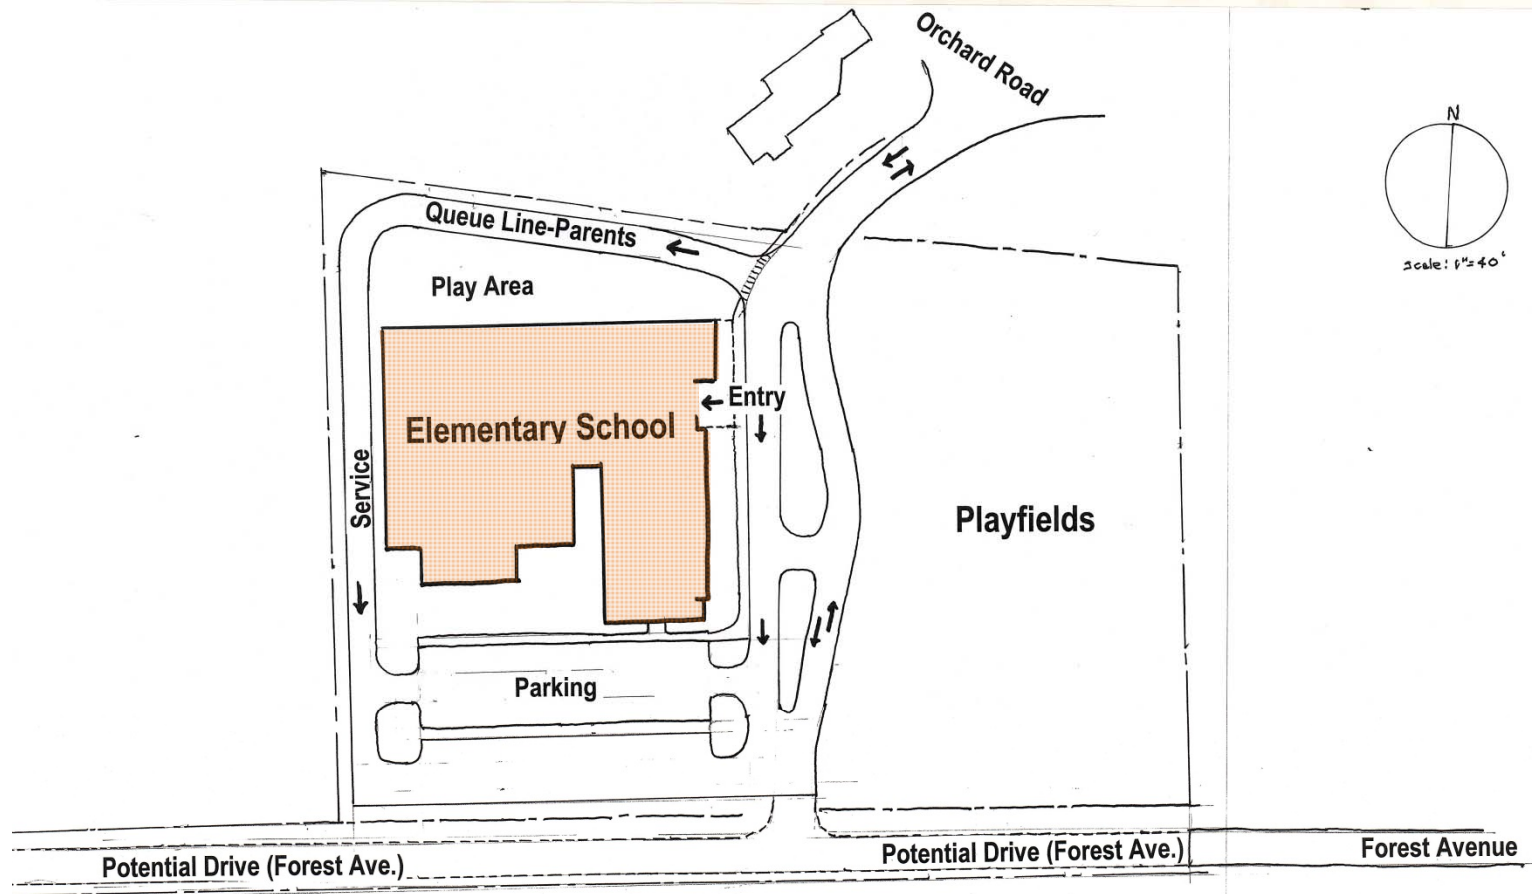 Orchard Road
N
Scale: 1"=40'
Queue Line-Parents
Play Area
Entry
Elementary School
Service
Playfields
Parking
Potential Drive (Forest Ave.)
Potential Drive (Forest Ave.)
Forest Avenue